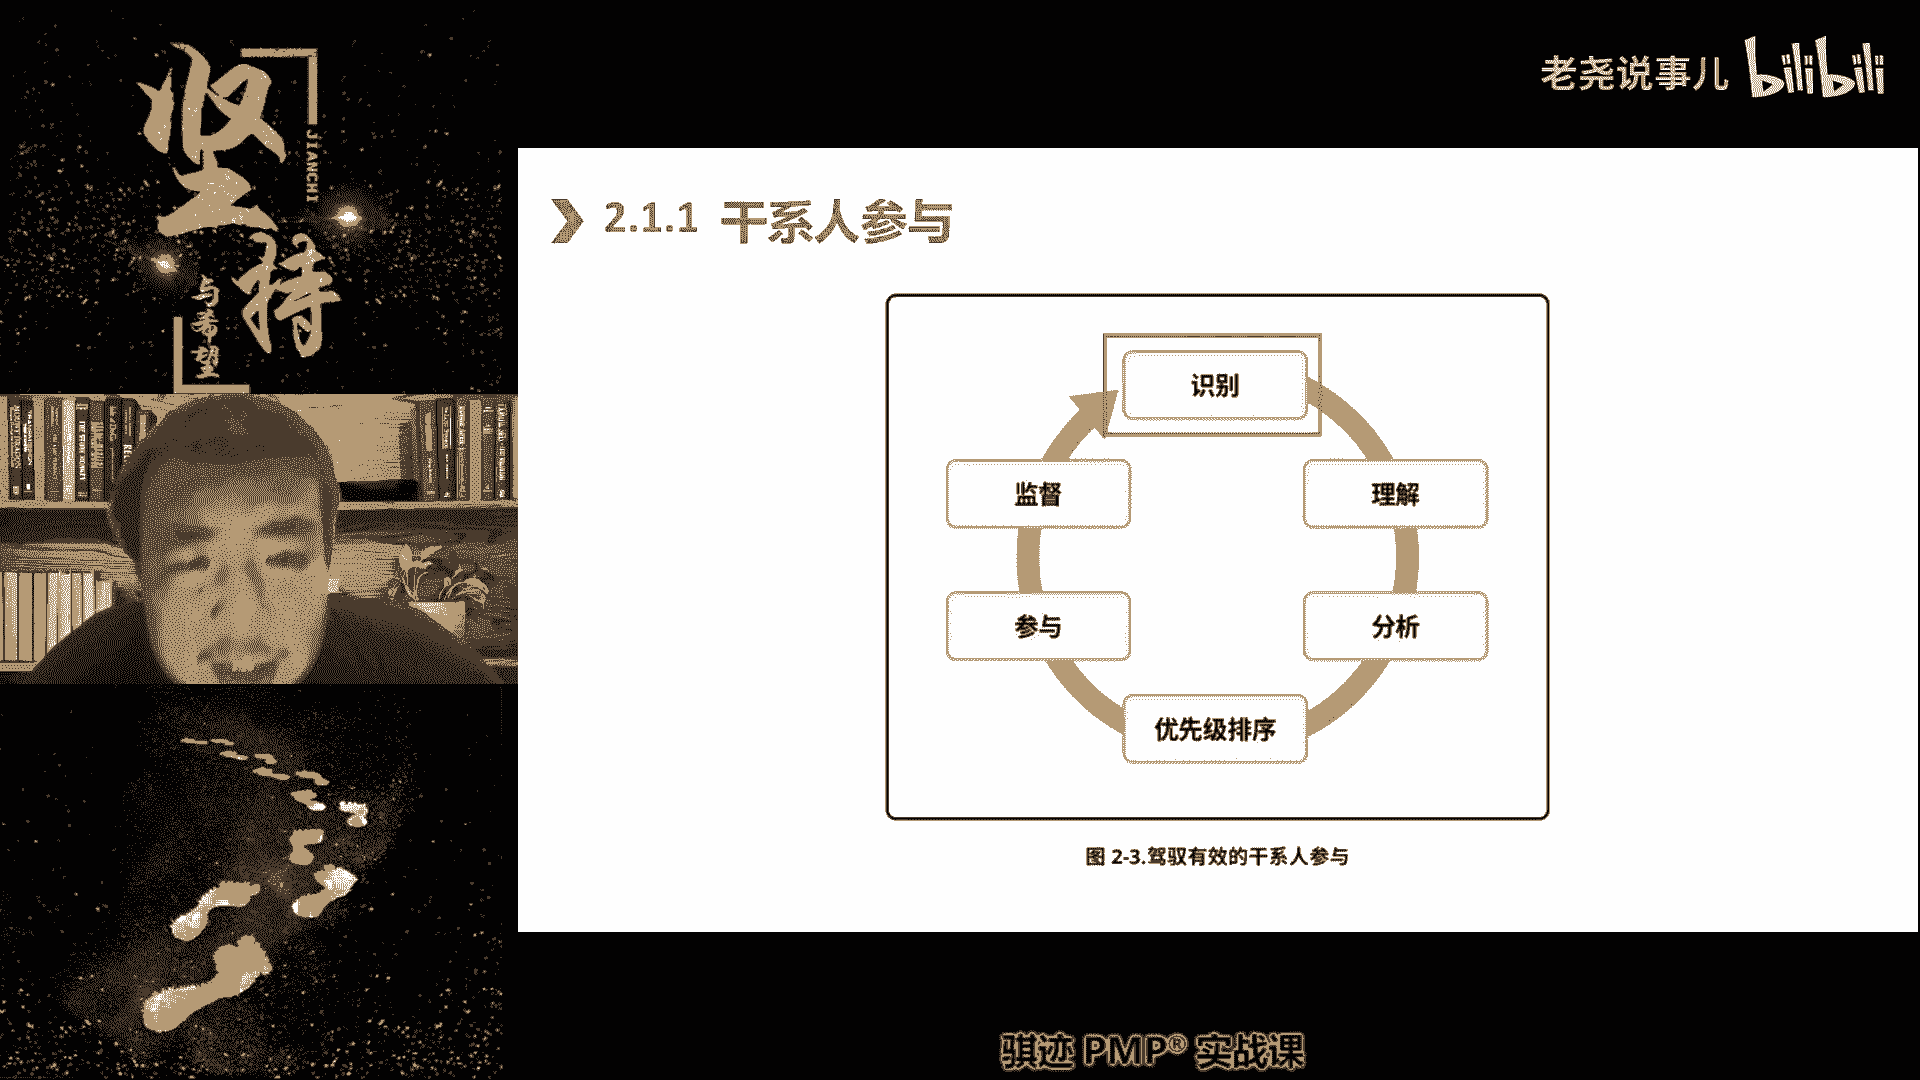 坚持
JIANCHI
与希望
老尧说事儿 bilibili
2.1.1 干系人参与
识别
监督
理解
参与
分析
优先级排序
图 2-3.驾驭有效的干系人参与
骐迹 PMP® 实战课